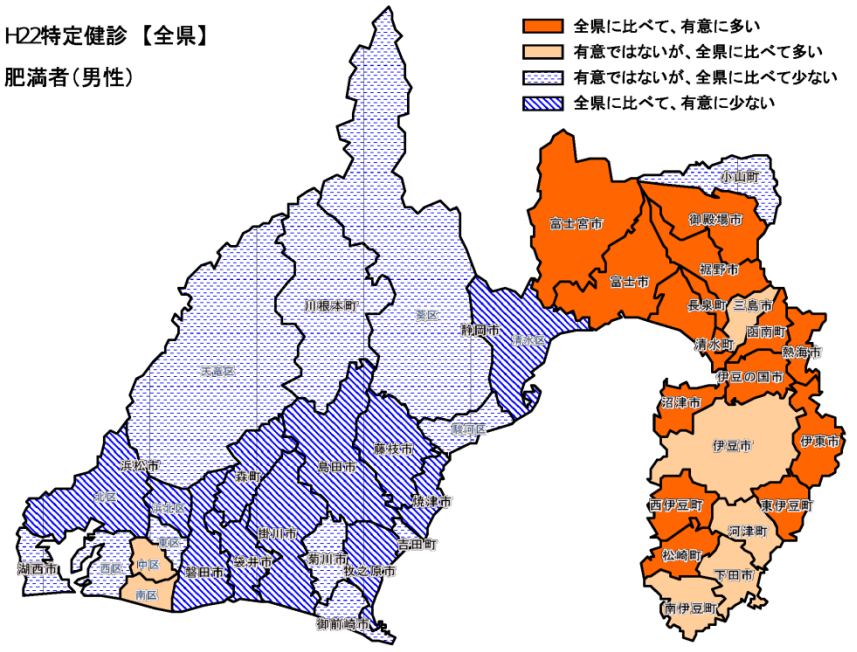 H22特定健診【全県】
肥満者(男性)
全県に比べて、有意に多い
有意ではないが、全県に比べて多い
有意ではないが、全県に比べて少ない
全県に比べて、有意に少ない
小山町
御殿場市
富士宮市
裾野市
富士市
長泉町
三島市
函南町
清水町
熱海市
伊豆の国市
沼津市
伊豆市
伊東市
西伊豆町
東伊豆町
河津町
松崎町
下田市
南伊豆町
川根本町
葵区
静岡市
清水区
天竜区
駿河区
藤枝市
島田市
浜松市
森町
北区
浜北区
焼津市
掛川市
吉田町
東区
菊川市
湖西市
西区
中区
磐田市
袋井市
牧之原市
南区
御前崎市